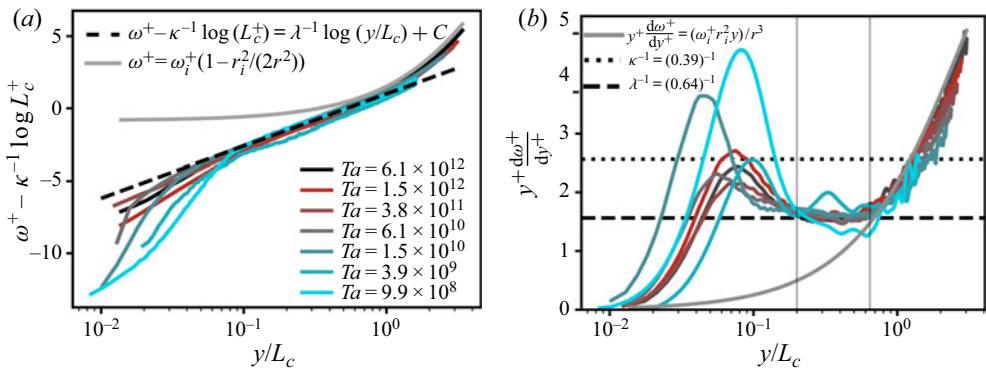 (a)
5
0
−5
−10
ω⁺ − κ⁻¹ log L_c⁺
ω⁺ − κ⁻¹ log (L_c⁺) = λ⁻¹ log (y/L_c) + C
ω⁺ = ω_i⁺(1 − r_i²/(2r²))
Ta = 6.1 × 10¹²
Ta = 1.5 × 10¹²
Ta = 3.8 × 10¹¹
Ta = 6.1 × 10¹⁰
Ta = 1.5 × 10¹⁰
Ta = 3.9 × 10⁹
Ta = 9.9 × 10⁸
10⁻² 10⁻¹ 10⁰
y/L_c
(b)
5
4
3
2
1
0
y⁺ dω⁺/dy⁺
y⁺ dω⁺/dy⁺ = (ω_i⁺ r_i² y) / r³
κ⁻¹ = (0.39)⁻¹
λ⁻¹ = (0.64)⁻¹
10⁻² 10⁻¹ 10⁰
y/L_c